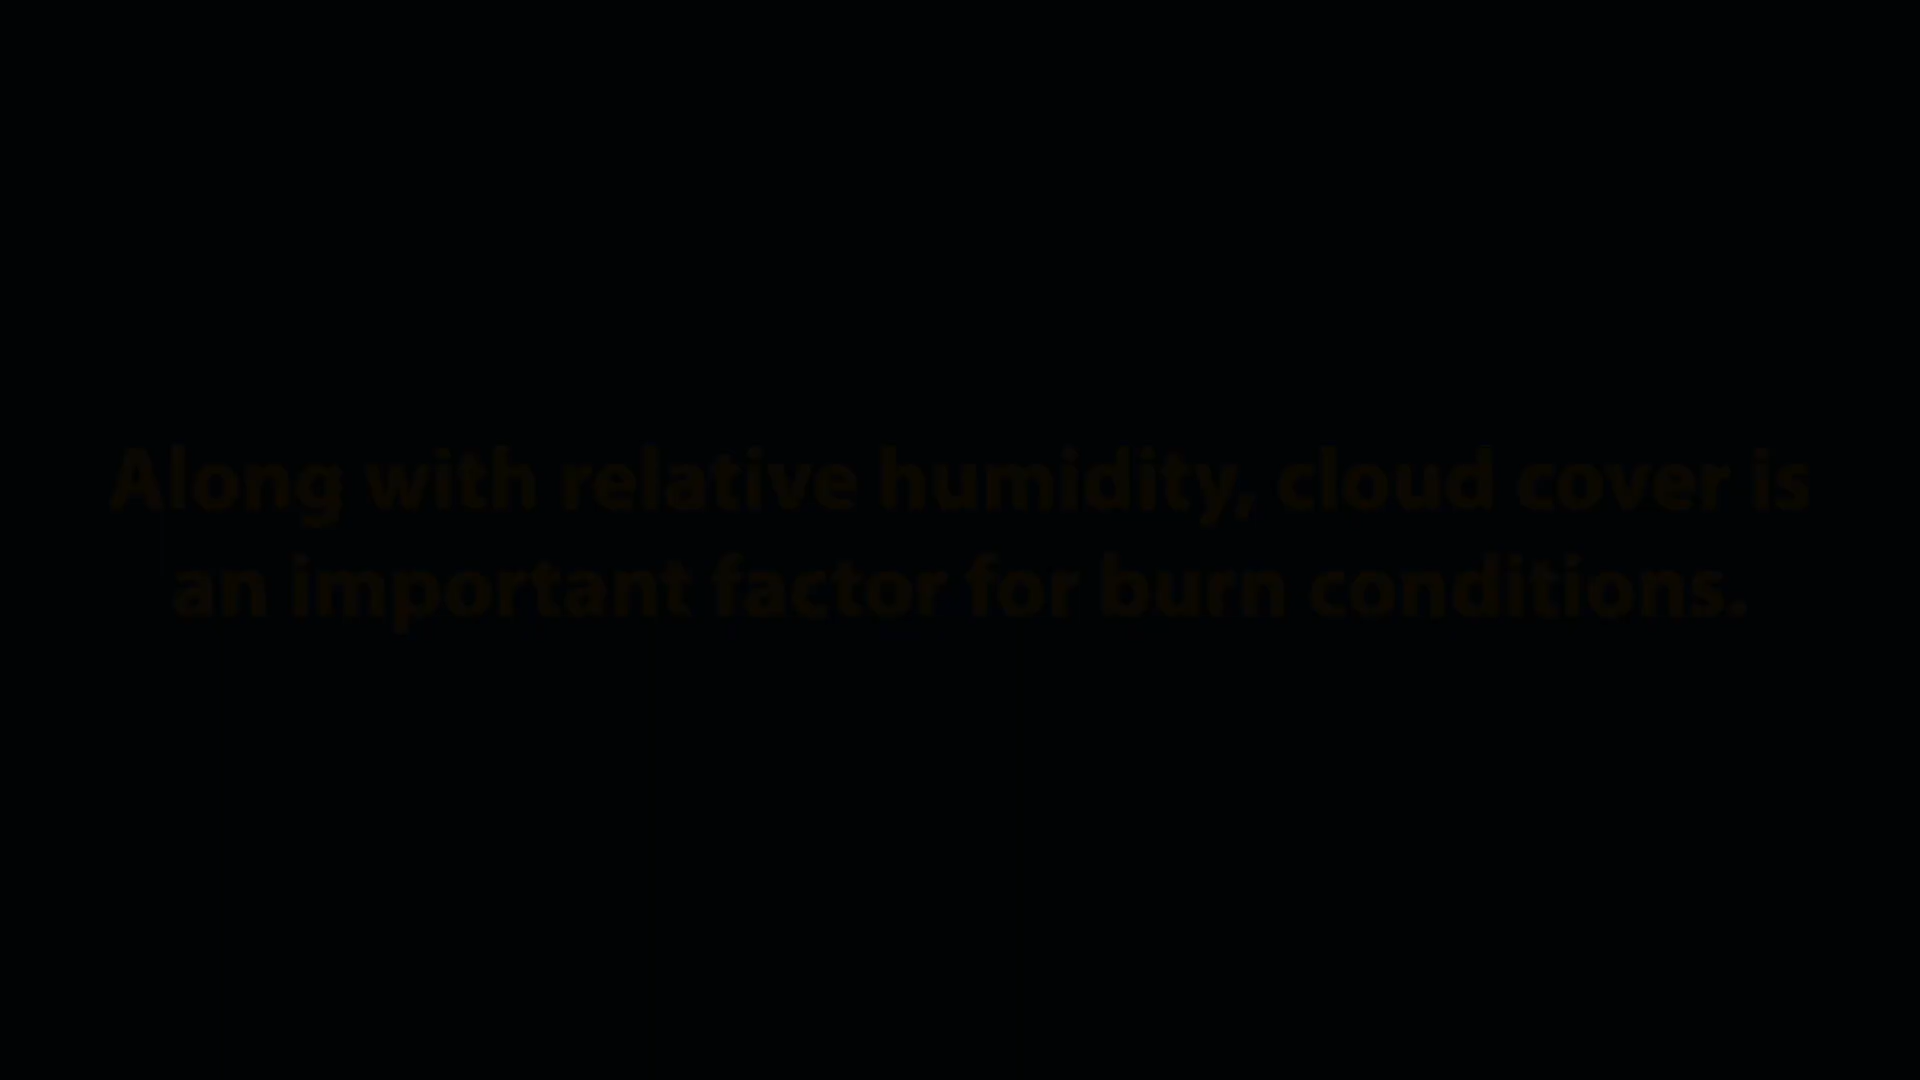 Along with relative humidity, cloud cover is
an important factor for burn conditions.